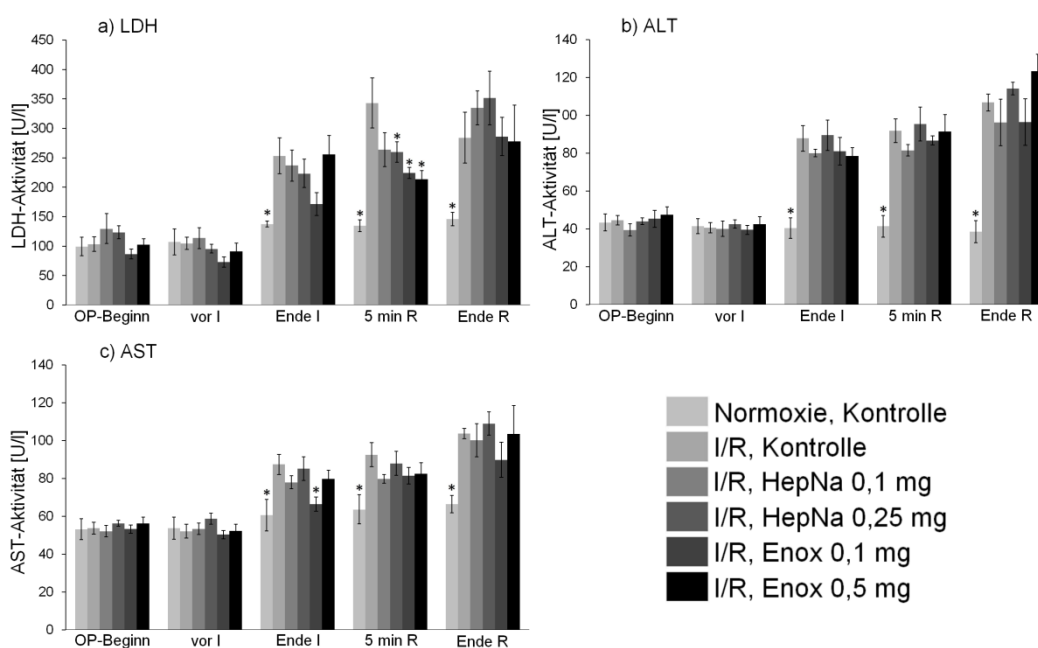 a) LDH
LDH-Aktivität [U/l]
450
400
350
300
250
200
150
100
50
0
* * * * * * *
OP-Beginn vor I Ende I 5 min R Ende R
b) ALT
ALT-Aktivität [U/l]
140
120
100
80
60
40
20
0
* * *
OP-Beginn vor I Ende I 5 min R Ende R
c) AST
AST-Aktivität [U/l]
140
120
100
80
60
40
20
0
* * * *
OP-Beginn vor I Ende I 5 min R Ende R
Normoxie, Kontrolle
I/R, Kontrolle
I/R, HepNa 0,1 mg
I/R, HepNa 0,25 mg
I/R, Enox 0,1 mg
I/R, Enox 0,5 mg